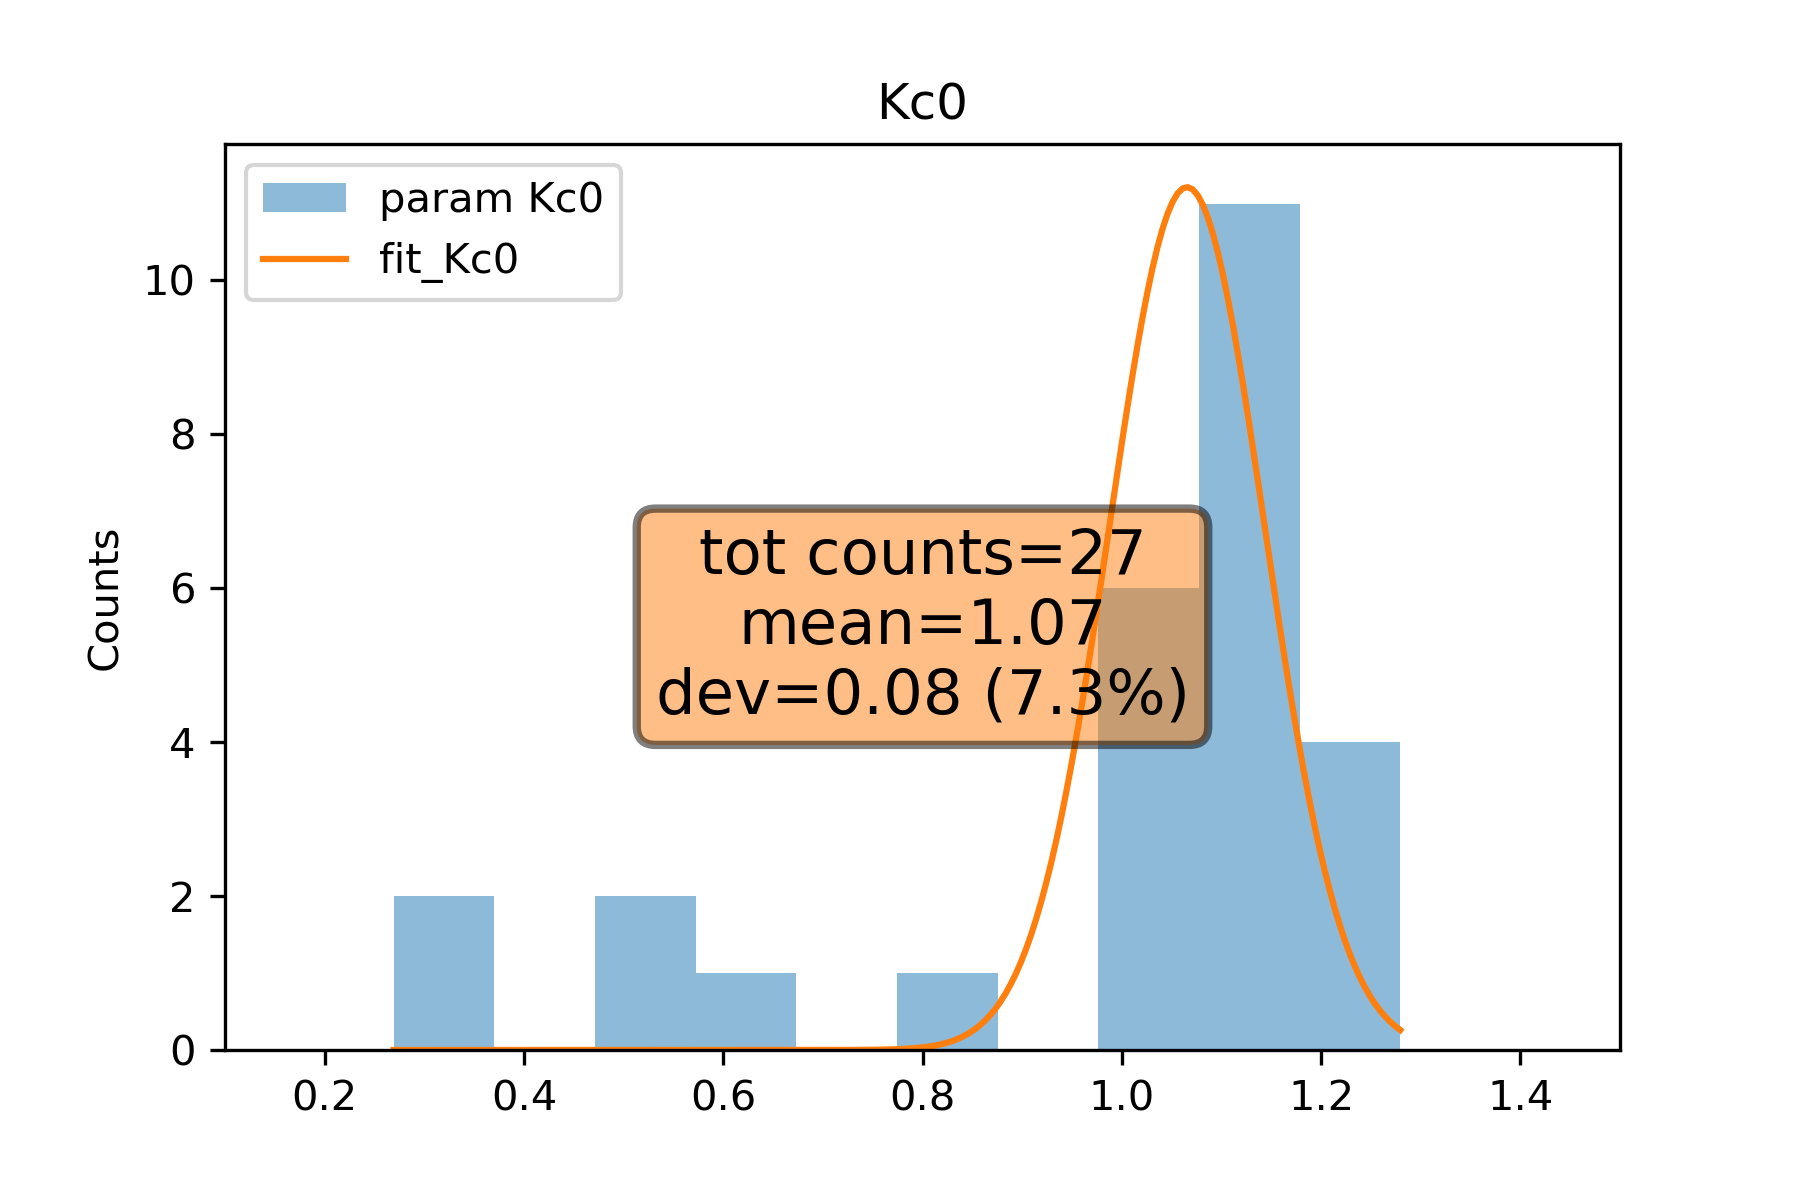 Kc0
param Kc0
fit_Kc0
Counts
10
8
6
4
2
0
tot counts=27
mean=1.07
dev=0.08 (7.3%)
0.2 0.4 0.6 0.8 1.0 1.2 1.4